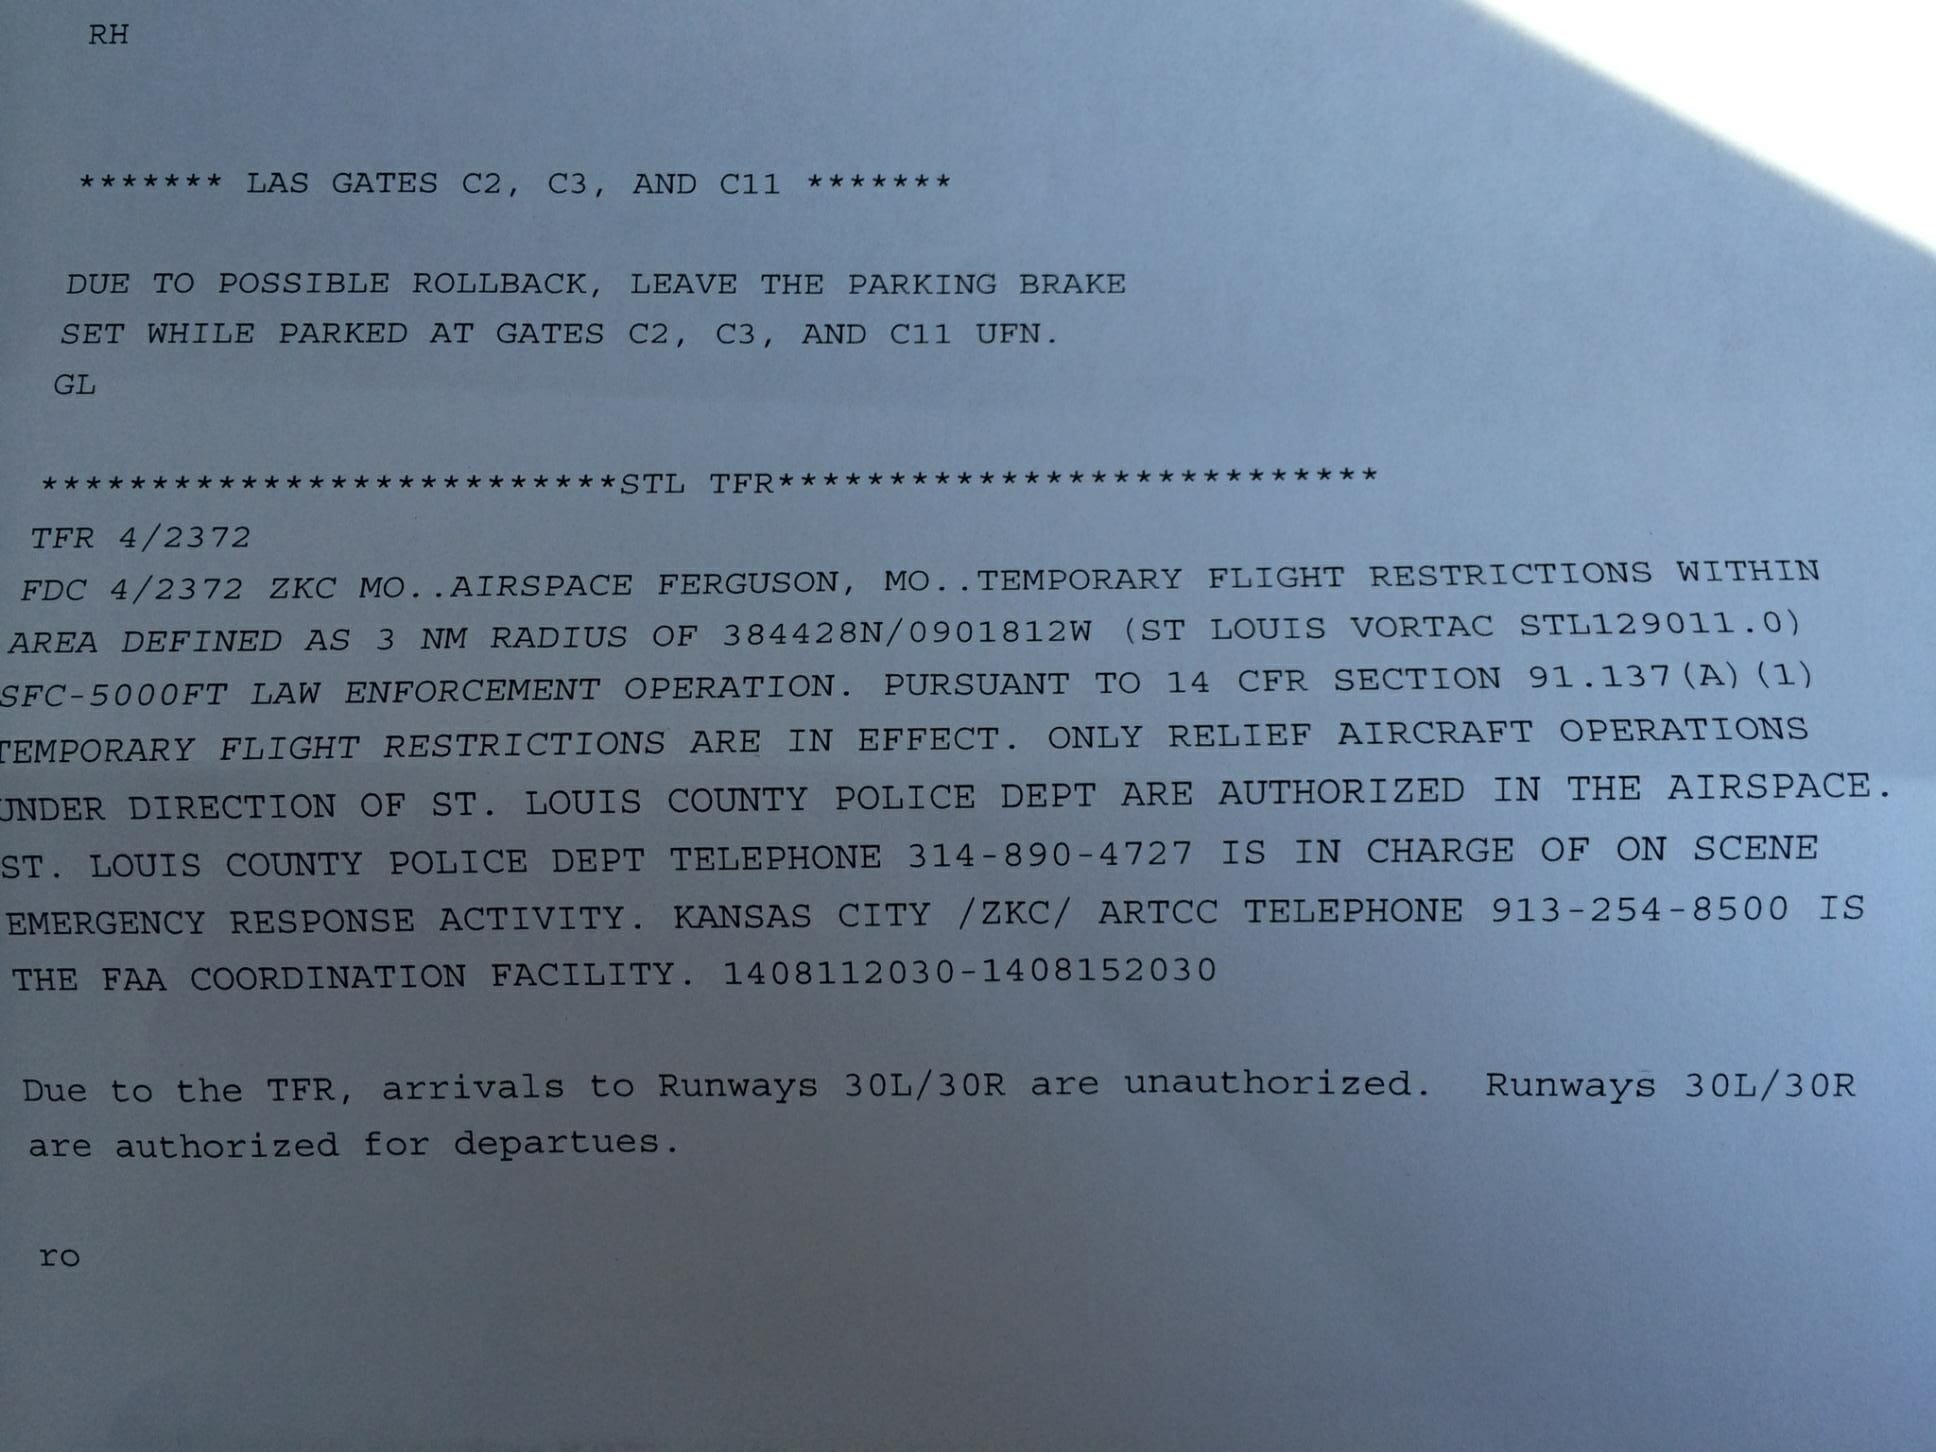 RH
******* LAS GATES C2, C3, AND C11 *******
DUE TO POSSIBLE ROLLBACK, LEAVE THE PARKING BRAKE
SET WHILE PARKED AT GATES C2, C3, AND C11 UFN.
GL
**************************STL TFR***************************
TFR 4/2372
FDC 4/2372 ZKC MO..AIRSPACE FERGUSON, MO..TEMPORARY FLIGHT RESTRICTIONS WITHIN
AREA DEFINED AS 3 NM RADIUS OF 384428N/0901812W (ST LOUIS VORTAC STL129011.0)
SFC-5000FT LAW ENFORCEMENT OPERATION. PURSUANT TO 14 CFR SECTION 91.137(A)(1)
TEMPORARY FLIGHT RESTRICTIONS ARE IN EFFECT. ONLY RELIEF AIRCRAFT OPERATIONS
UNDER DIRECTION OF ST. LOUIS COUNTY POLICE DEPT ARE AUTHORIZED IN THE AIRSPACE.
ST. LOUIS COUNTY POLICE DEPT TELEPHONE 314-890-4727 IS IN CHARGE OF ON SCENE
EMERGENCY RESPONSE ACTIVITY. KANSAS CITY /ZKC/ ARTCC TELEPHONE 913-254-8500 IS
THE FAA COORDINATION FACILITY. 1408112030-1408152030
Due to the TFR, arrivals to Runways 30L/30R are unauthorized.  Runways 30L/30R
are authorized for departues.
ro